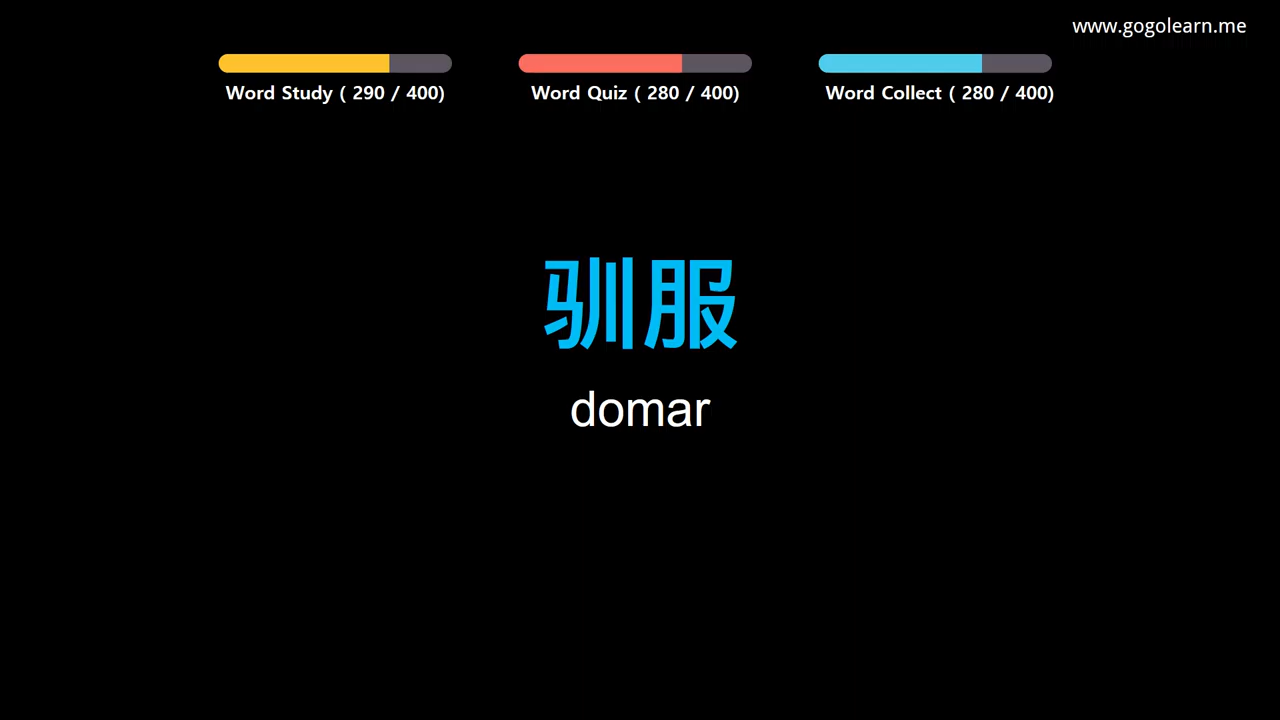 www.gogolearn.me
Word Study ( 290 / 400)
Word Quiz ( 280 / 400)
Word Collect ( 280 / 400)
驯服
domar